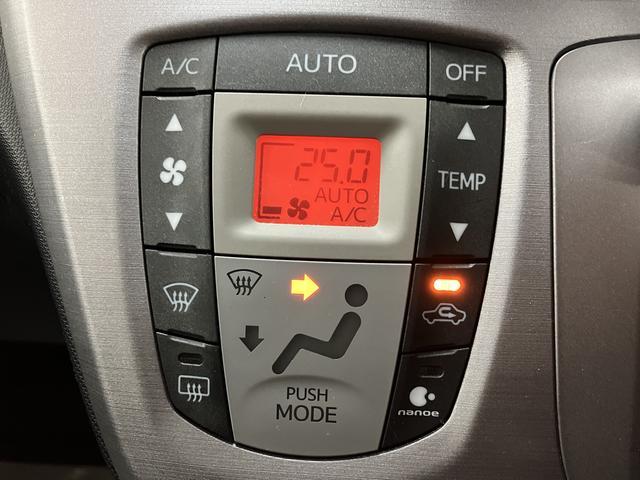 A/C
AUTO
OFF
25.0
AUTO
A/C
TEMP
PUSH
MODE
nanoe